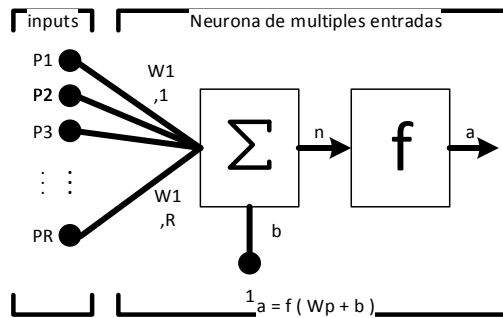 inputs
Neurona de multiples entradas
P1
P2
P3
: :
PR
W1
,1
W1
,R
Σ
n
f
a
b
1
a = f ( Wp + b )